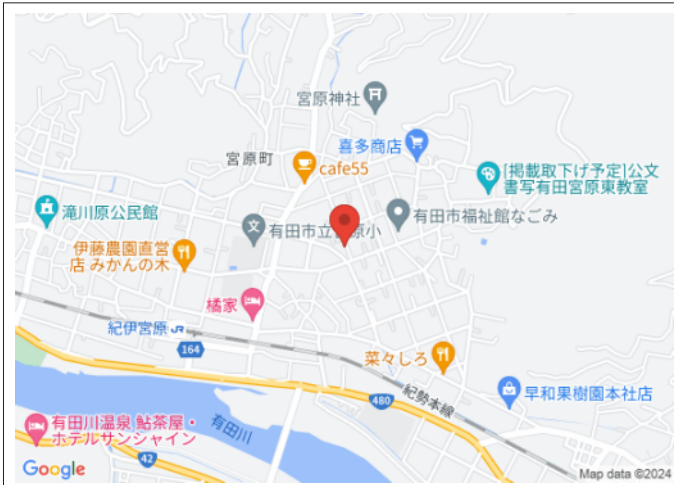 宮原神社
喜多商店
宮原町
cafe55
[掲載取下げ予定]公文
書写有田宮原東教室
滝川原公民館
有田市福祉館なごみ
有田市立宮原小
伊藤農園直営
店 みかんの木
橘家
紀伊宮原
JR
164
菜々しろ
480
紀勢本線
早和果樹園本社店
有田川温泉 鮎茶屋・
ホテルサンシャイン
有田川
42
Google
Map data ©2024